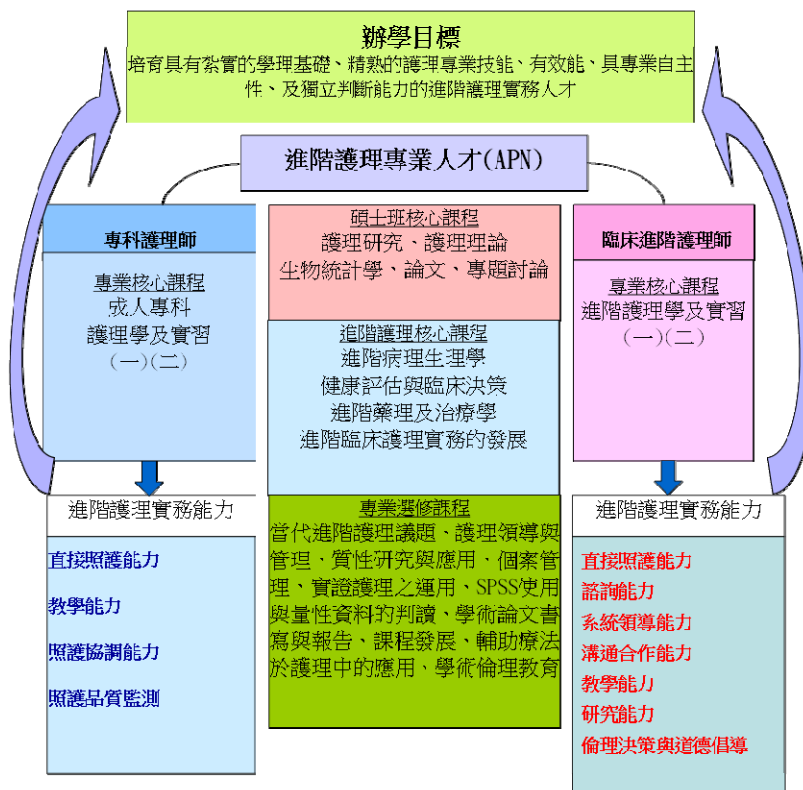 辦學目標
培育具有紮實的學理基礎、精熟的護理專業技能、有效能、具專業自主
性、及獨立判斷能力的進階護理實務人才
進階護理專業人才(APN)
專科護理師
專業核心課程
成人專科
護理學及實習
(一)(二)
碩士班核心課程
護理研究、護理理論
生物統計學、論文、專題討論
進階護理核心課程
進階病理生理學
健康評估與臨床決策
進階藥理及治療學
進階臨床護理實務的發展
臨床進階護理師
專業核心課程
進階護理學及實習
(一)(二)
進階護理實務能力
直接照護能力
教學能力
照護協調能力
照護品質監測
專業選修課程
當代進階護理議題、護理領導與
管理、質性研究與應用、個案管
理、實證護理之運用、SPSS使用
與量性資料的判讀、學術論文書
寫與報告、課程發展、輔助療法
於護理中的應用、學術倫理教育
進階護理實務能力
直接照護能力
諮詢能力
系統領導能力
溝通合作能力
教學能力
研究能力
倫理決策與道德倡導